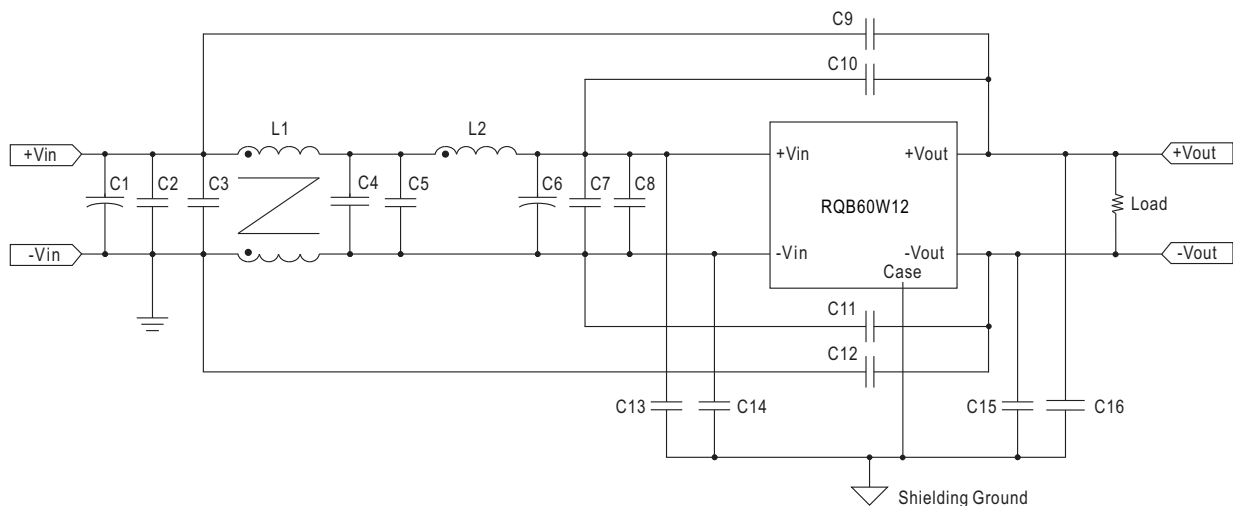 C9
C10
L1
L2
+Vin
+Vin
+Vout
+Vout
C1
C2
C3
C4
C5
C6
C7
C8
RQB60W12
Load
-Vin
-Vin
-Vout
-Vout
Case
C11
C12
C13
C14
C15
C16
Shielding Ground